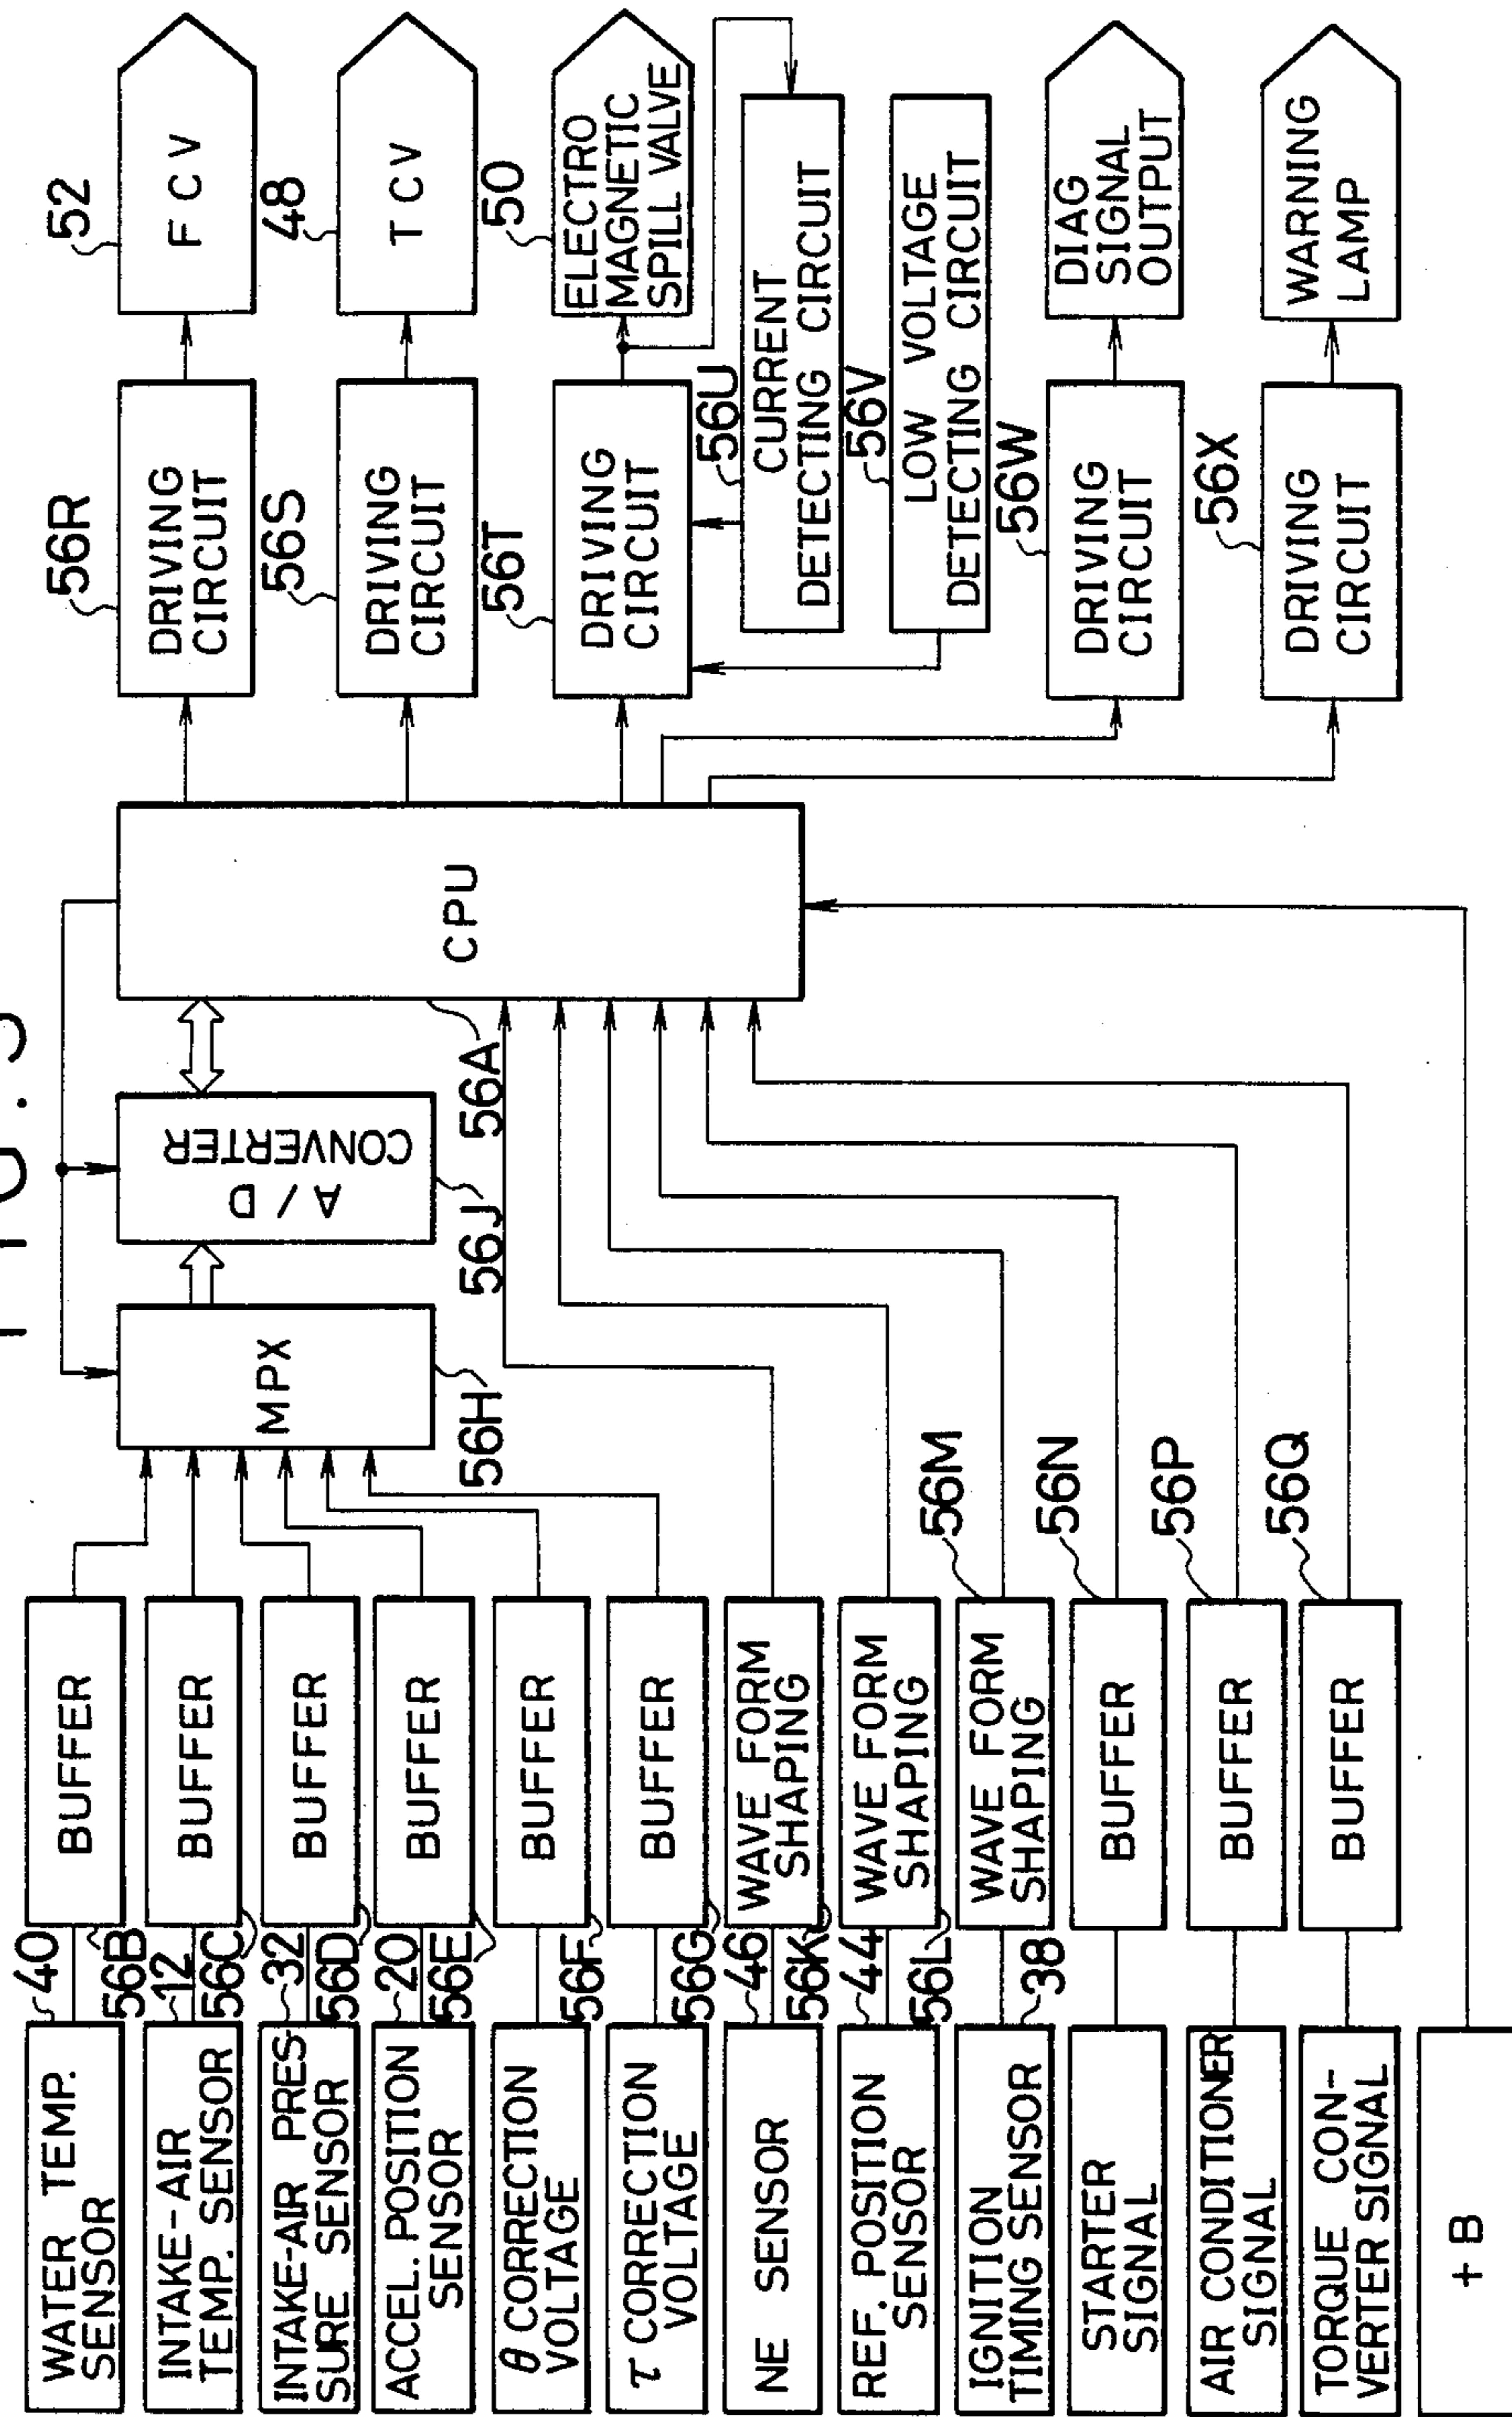 FIG. 3
WATER TEMP.
SENSOR
40
BUFFER
56B
INTAKE-AIR
TEMP. SENSOR
12
BUFFER
56C
INTAKE-AIR PRES-
SURE SENSOR
32
BUFFER
56D
ACCEL. POSITION
SENSOR
20
BUFFER
56E
θ CORRECTION
VOLTAGE
BUFFER
56F
τ CORRECTION
VOLTAGE
BUFFER
56G
NE SENSOR
46
WAVE FORM
SHAPING
56K
REF. POSITION
SENSOR
44
WAVE FORM
SHAPING
56L
IGNITION
TIMING SENSOR
38
WAVE FORM
SHAPING
56M
STARTER
SIGNAL
BUFFER
56N
AIR CONDITIONER
SIGNAL
BUFFER
56P
TORQUE CON-
VERTER SIGNAL
BUFFER
56Q
+B
MPX
56H
A/D
CONVERTER
56J
CPU
56A
DRIVING
CIRCUIT
56R
FCV
52
DRIVING
CIRCUIT
56S
TCV
48
DRIVING
CIRCUIT
56T
ELECTRO
MAGNETIC
SPILL VALVE
50
CURRENT
DETECTING CIRCUIT
56U
LOW VOLTAGE
DETECTING CIRCUIT
56V
DRIVING
CIRCUIT
56W
DIAG
SIGNAL
OUTPUT
DRIVING
CIRCUIT
56X
WARNING
LAMP